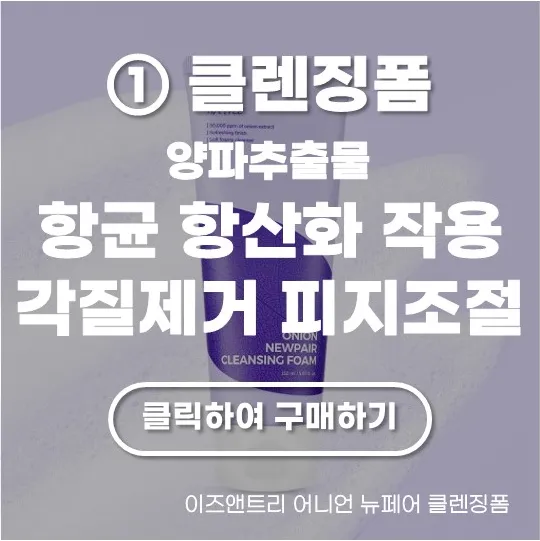 ① 클렌징폼
양파추출물
항균 항산화 작용
각질제거 피지조절
ONION
NEWPAIR
CLEANSING FOAM
클릭하여 구매하기
이즈앤트리 어니언 뉴페어 클렌징폼